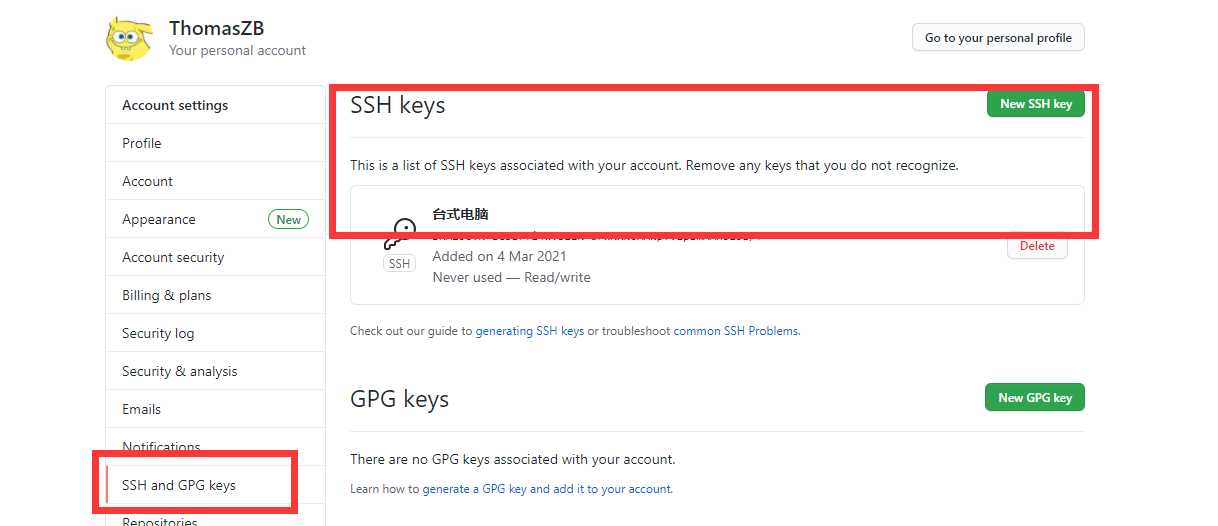 ThomasZB
Your personal account
Go to your personal profile
Account settings
Profile
Account
Appearance New
Account security
Billing & plans
Security log
Security & analysis
Emails
Notifications
SSH and GPG keys
Repositories
SSH keys
New SSH key
This is a list of SSH keys associated with your account. Remove any keys that you do not recognize.
台式电脑
SSH
Added on 4 Mar 2021
Never used — Read/write
Delete
Check out our guide to generating SSH keys or troubleshoot common SSH Problems.
GPG keys
New GPG key
There are no GPG keys associated with your account.
Learn how to generate a GPG key and add it to your account.